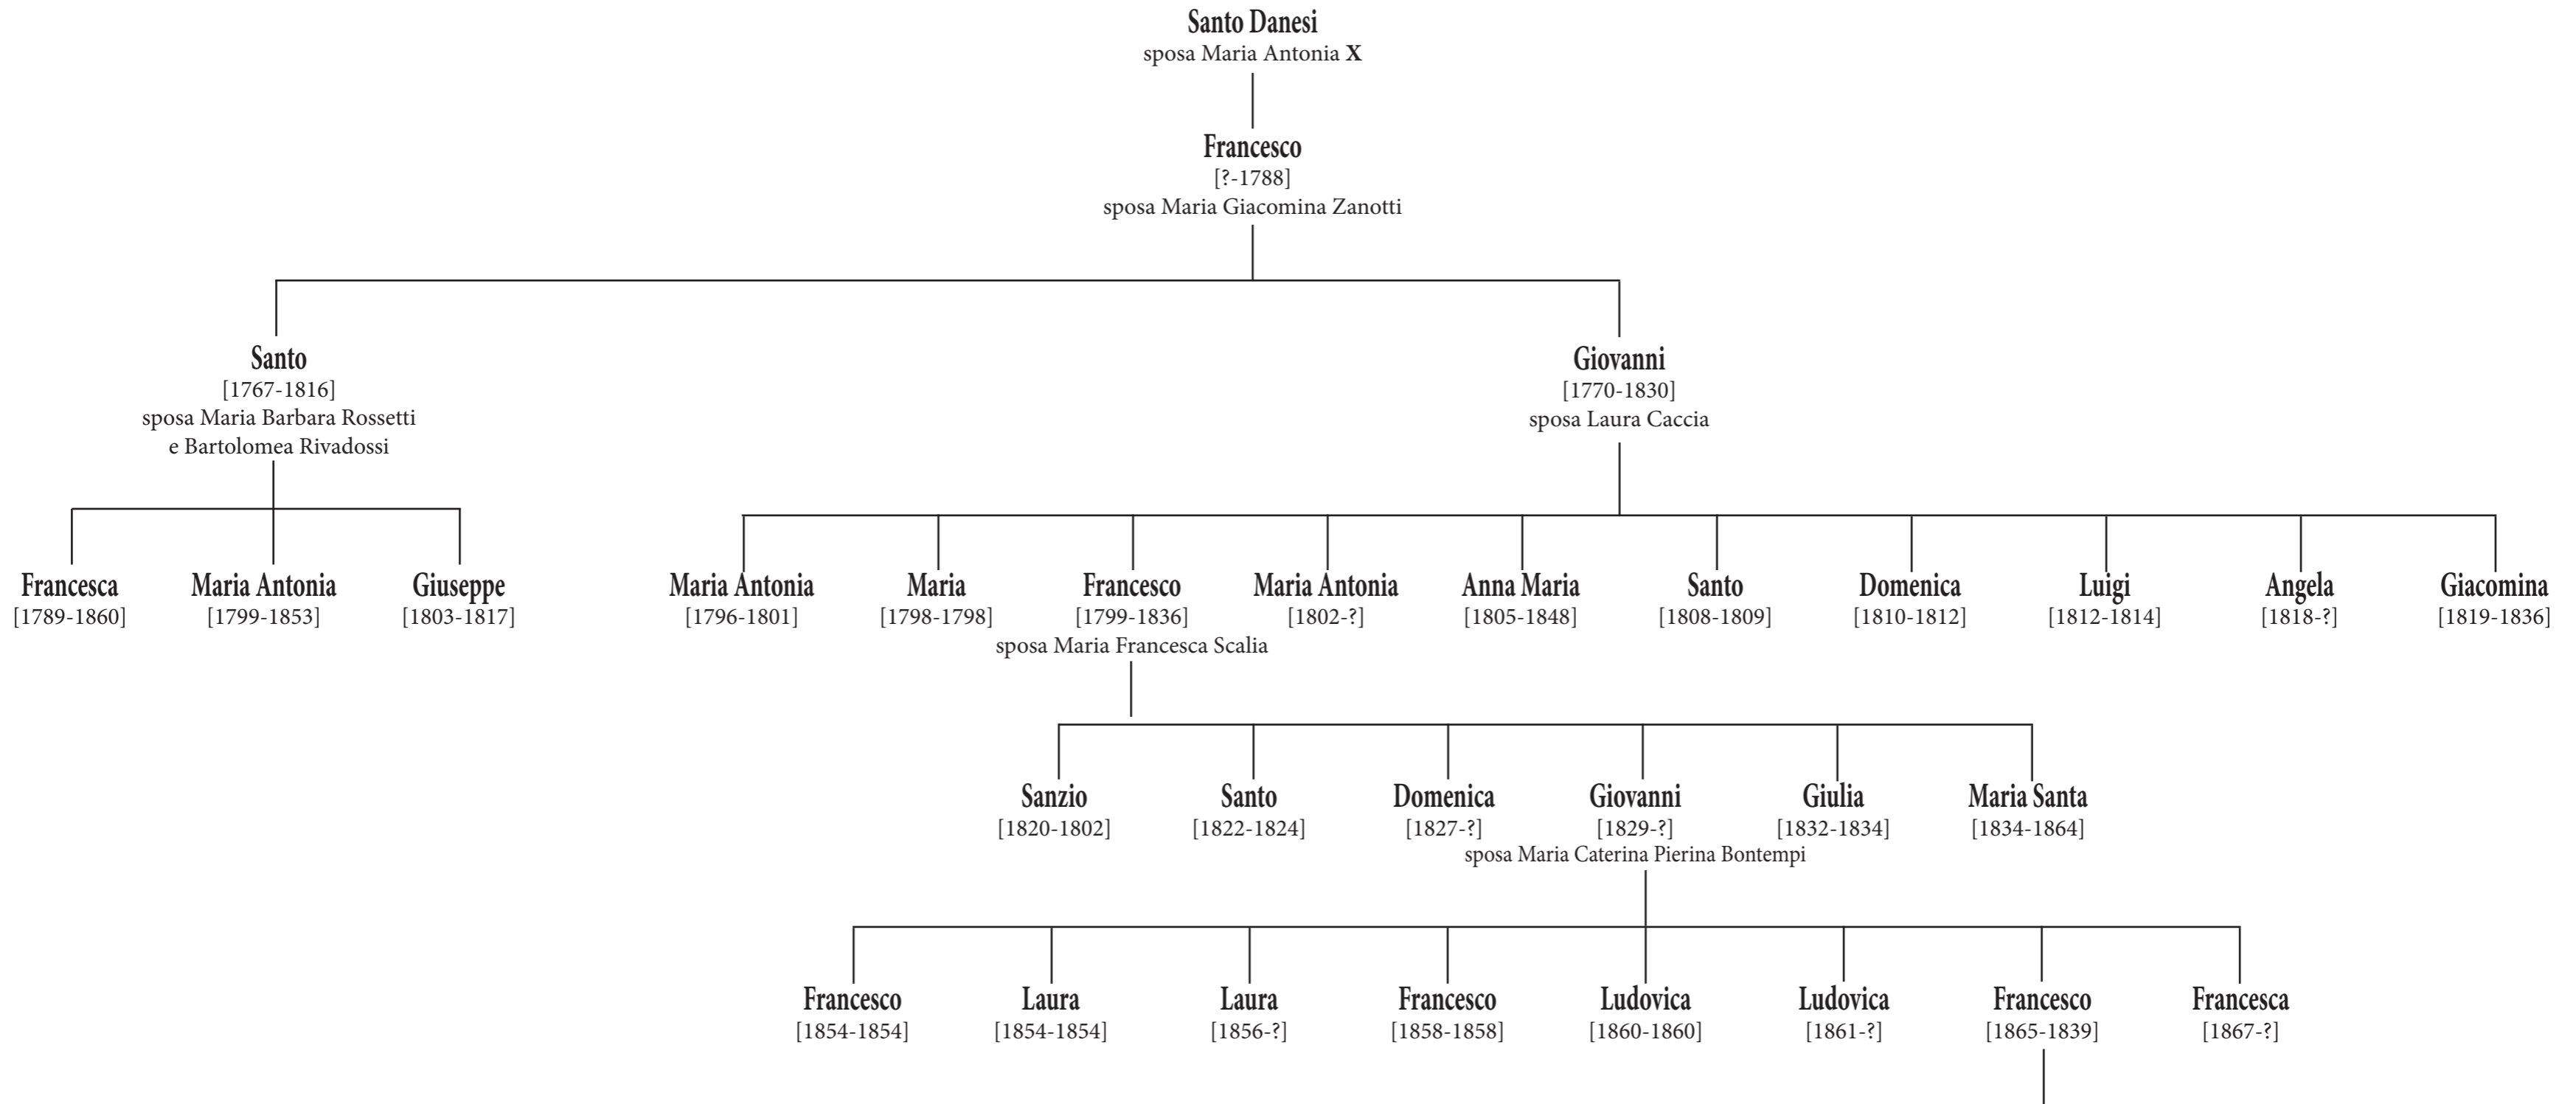 Santo Danesi
sposa Maria Antonia X
Francesco
[?-1788]
sposa Maria Giacomina Zanotti
Santo
[1767-1816]
sposa Maria Barbara Rossetti
e Bartolomea Rivadossi
Giovanni
[1770-1830]
sposa Laura Caccia
Francesca
[1789-1860]
Maria Antonia
[1799-1853]
Giuseppe
[1803-1817]
Maria Antonia
[1796-1801]
Maria
[1798-1798]
Francesco
[1799-1836]
sposa Maria Francesca Scalia
Maria Antonia
[1802-?]
Anna Maria
[1805-1848]
Santo
[1808-1809]
Domenica
[1810-1812]
Luigi
[1812-1814]
Angela
[1818-?]
Giacomina
[1819-1836]
Sanzio
[1820-1802]
Santo
[1822-1824]
Domenica
[1827-?]
Giovanni
[1829-?]
sposa Maria Caterina Pierina Bontempi
Giulia
[1832-1834]
Maria Santa
[1834-1864]
Francesco
[1854-1854]
Laura
[1854-1854]
Laura
[1856-?]
Francesco
[1858-1858]
Ludovica
[1860-1860]
Ludovica
[1861-?]
Francesco
[1865-1839]
Francesca
[1867-?]